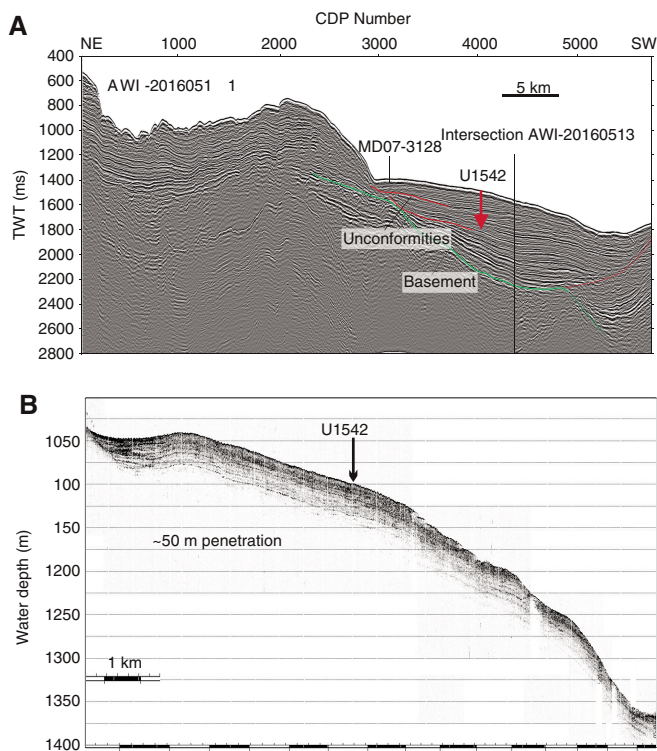 CDP Number
A
NE 1000 2000 3000 4000 5000 SW
400
600
800
1000
1200
1400
1600
1800
2000
2200
2400
2600
2800
TWT (ms)
AWI -2016051 1
5 km
Intersection AWI-20160513
MD07-3128
U1542
Unconformities
Basement
B
1050
100
150
1200
1250
1300
1350
1400
Water depth (m)
U1542
~50 m penetration
1 km